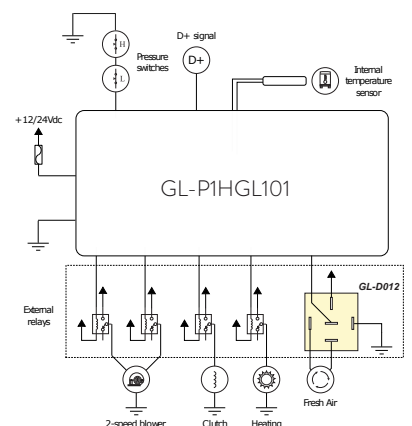 H
L
Pressure
switches
D+ signal
D+
Internal
temperature
sensor
+12/24Vdc
GL-P1HGL101
External
relays
GL-D012
2-speed blower
Clutch
Heating
Fresh Air